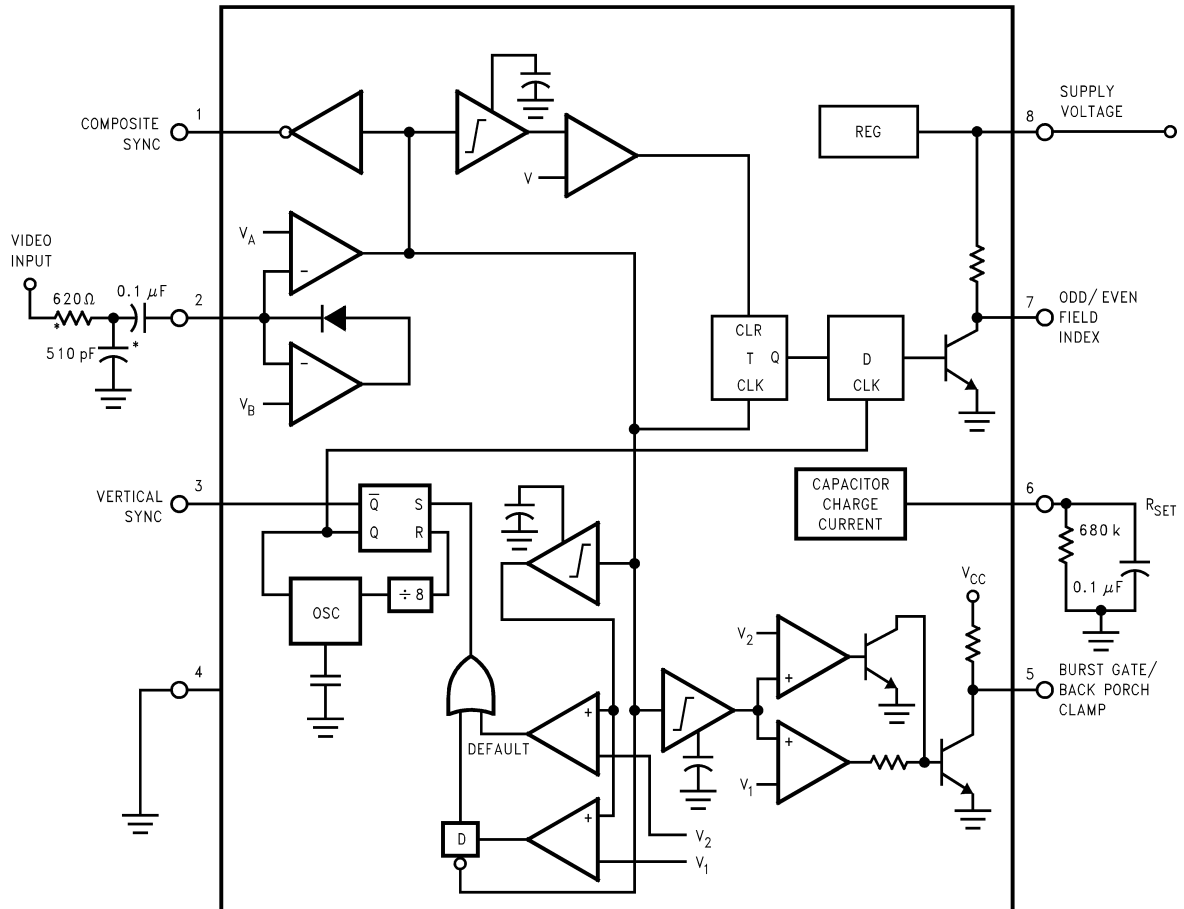 1
COMPOSITE
SYNC
V
REG
8
SUPPLY
VOLTAGE
V_A
−
VIDEO
INPUT
620Ω
*
0.1 μF
*
2
510 pF
−
V_B
CLR
T Q
CLK
D
CLK
7
ODD/EVEN
FIELD
INDEX
VERTICAL
SYNC
3
Q̅ S
Q R
OSC
÷8
CAPACITOR
CHARGE
CURRENT
6
R_SET
680 k
0.1 μF
V_CC
4
V_2
+
+
V_1
5
BURST GATE/
BACK PORCH
CLAMP
DEFAULT
+
+
D
V_2
V_1